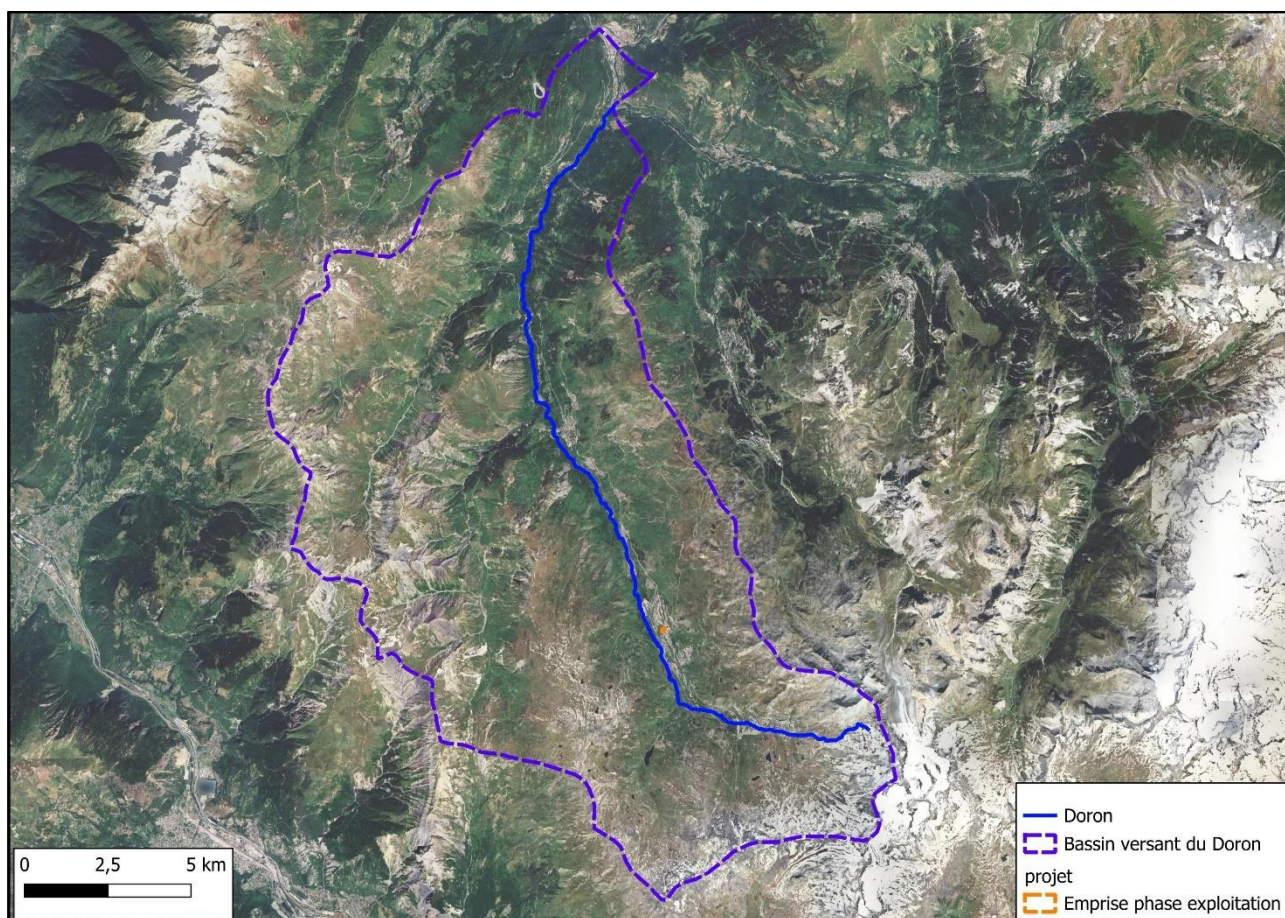 0 2,5 5 km
Doron
Bassin versant du Doron
projet
Emprise phase exploitation